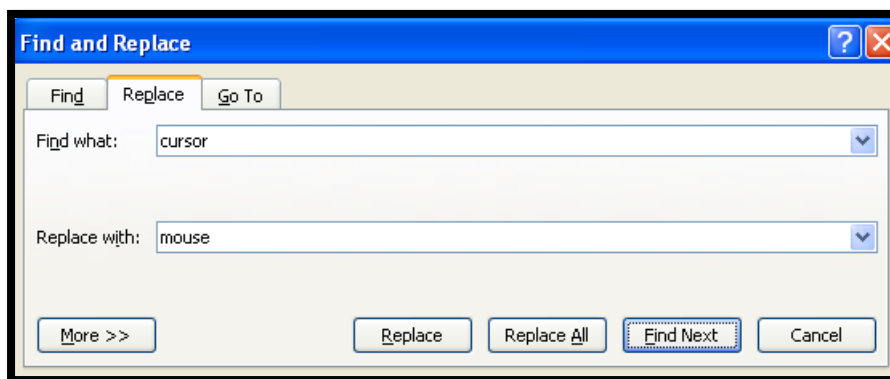 Find and Replace
Find Replace Go To
Find what: cursor
Replace with: mouse
More >> Replace Replace All Find Next Cancel